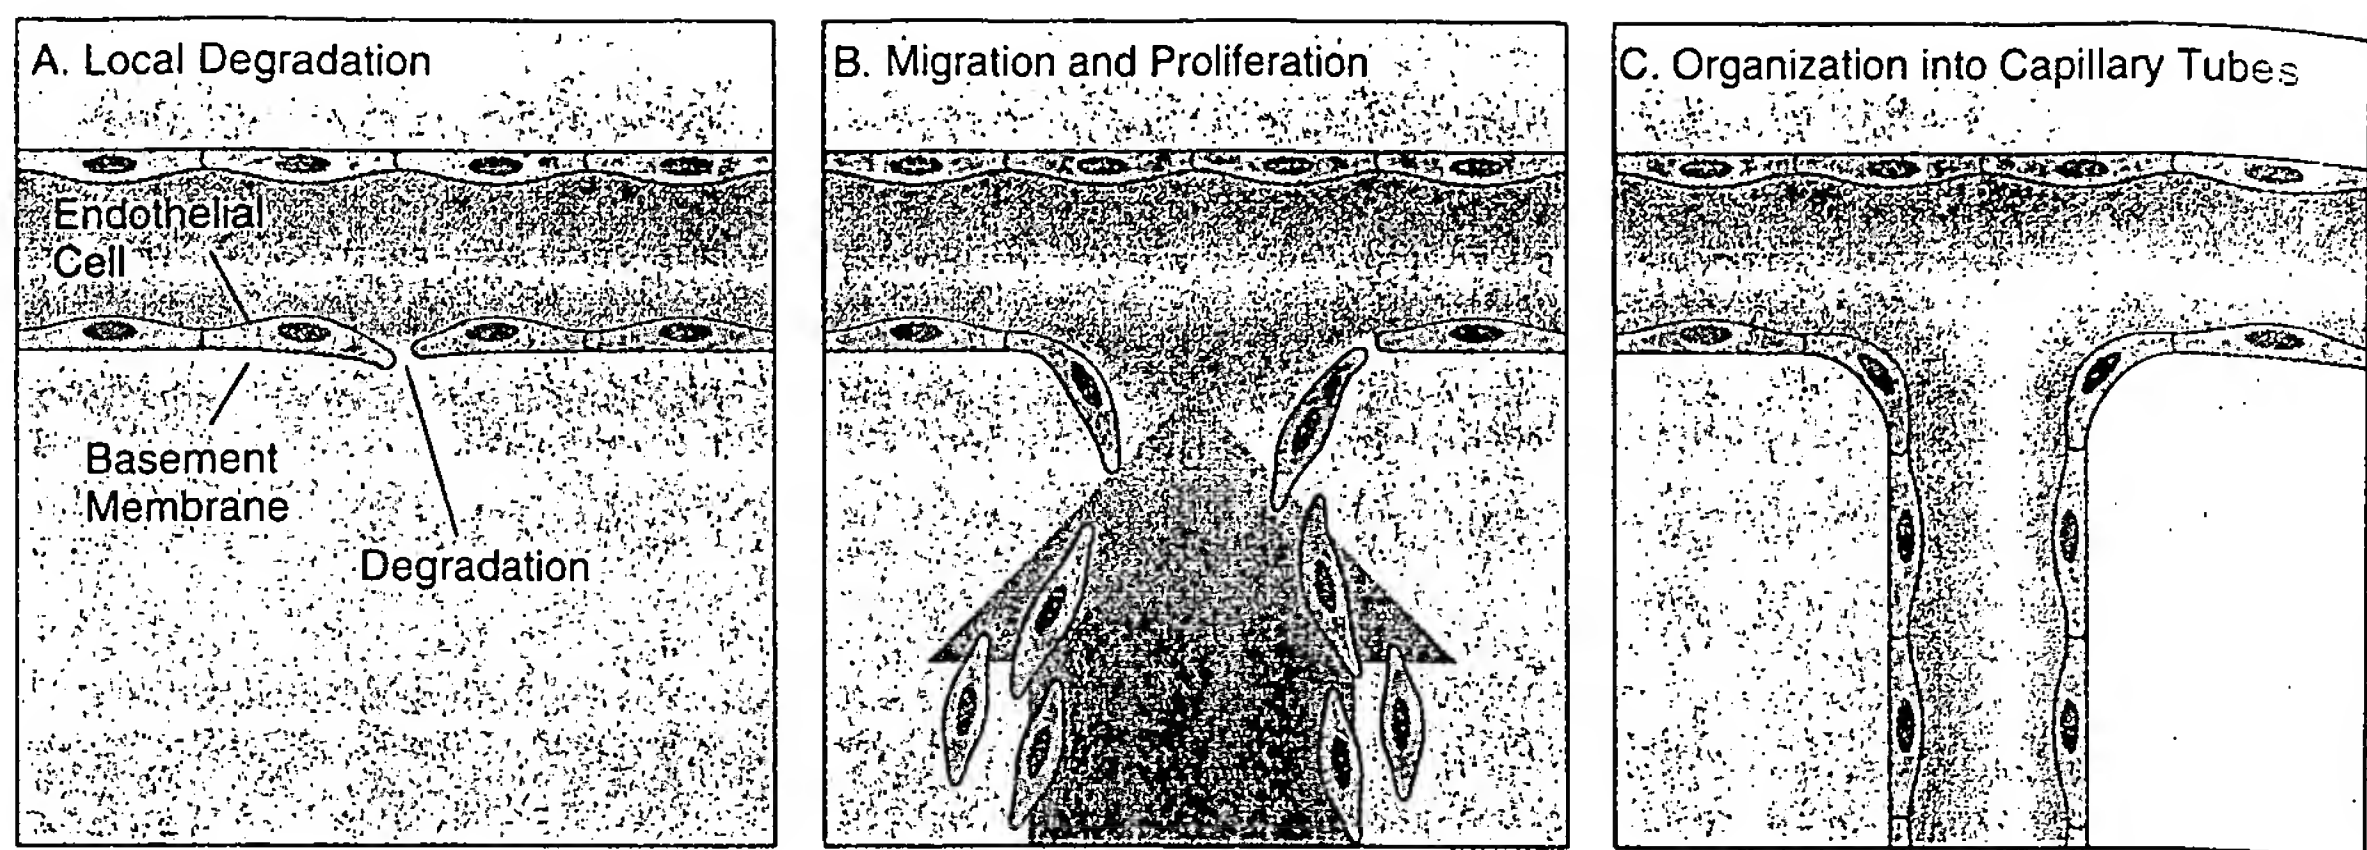 A. Local Degradation
Endothelial
Cell
Basement
Membrane
Degradation
B. Migration and Proliferation
C. Organization into Capillary Tubes